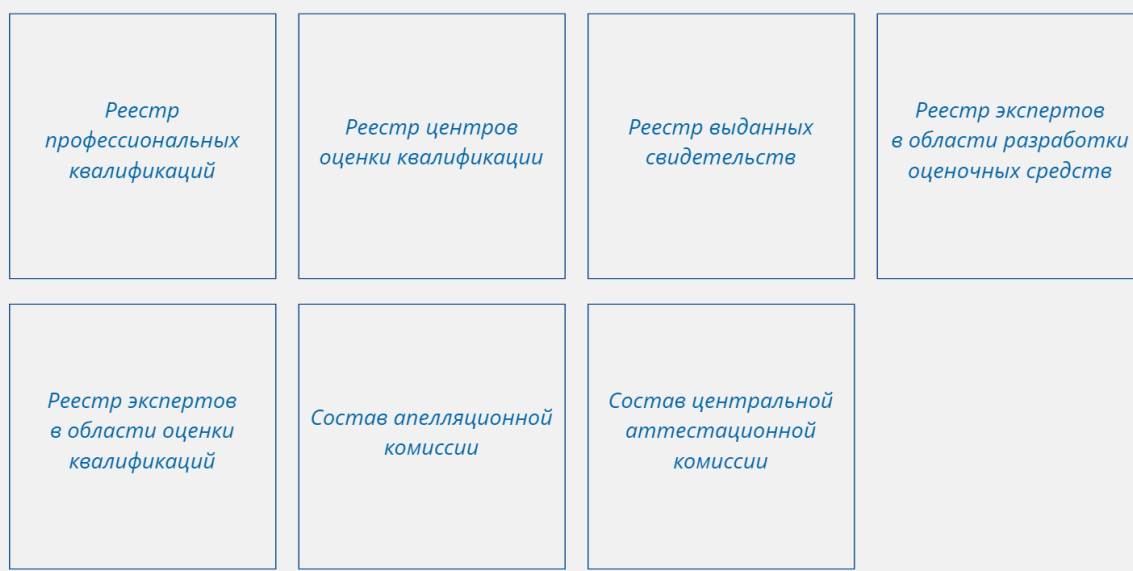 Реестр
профессиональных
квалификаций
Реестр центров
оценки квалификации
Реестр выданных
свидетельств
Реестр экспертов
в области разработки
оценочных средств
Реестр экспертов
в области оценки
квалификаций
Состав апелляционной
комиссии
Состав центральной
аттестационной
комиссии